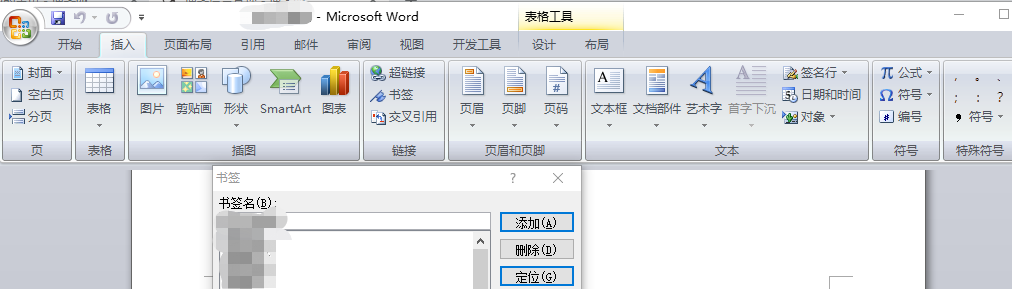 - Microsoft Word
表格工具
开始 插入 页面布局 引用 邮件 审阅 视图 开发工具 设计 布局
封面
空白页
分页
页
表格
表格
图片 剪贴画 形状 SmartArt 图表
插图
超链接
书签
交叉引用
链接
页眉 页脚 页码
页眉和页脚
文本框 文档部件 艺术字 首字下沉
签名行
日期和时间
对象
文本
公式
符号
编号
符号
符号
特殊符号
书签
书签名(B):
添加(A)
删除(D)
定位(G)